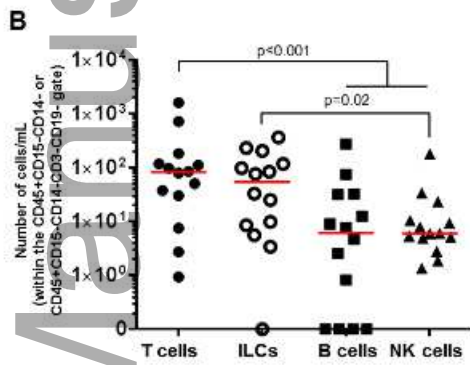 B
p<0.001
p=0.02
Number of cells/mL
(within the CD45+CD15-CD14- or
CD45+CD15-CD14-CD3-CD19- gate)
1×10⁴
1×10³
1×10²
1×10¹
1×10⁰
0
T cells ILCs B cells NK cells
Manus